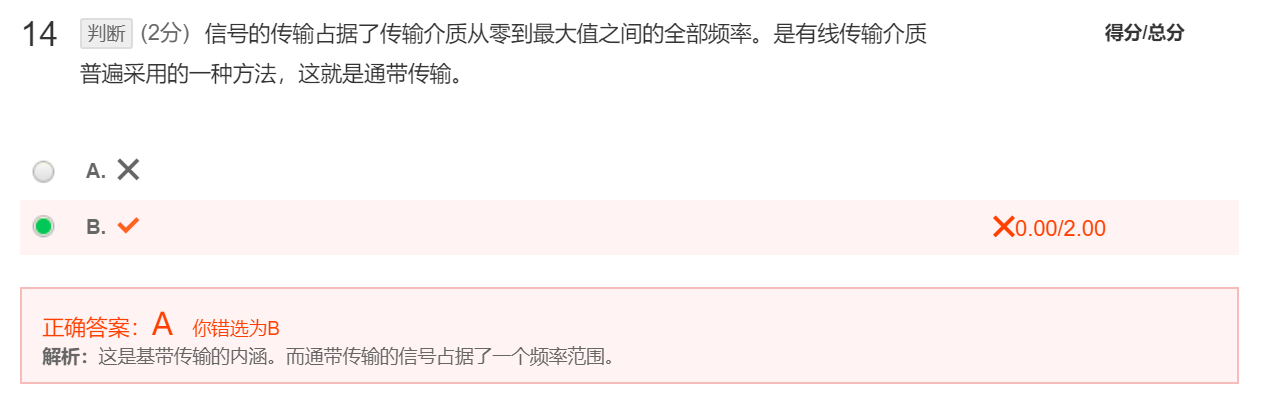 14 判断 (2分) 信号的传输占据了传输介质从零到最大值之间的全部频率。是有线传输介质 得分/总分
普遍采用的一种方法，这就是通带传输。
A. ✕
B. ✓ ✕0.00/2.00
正确答案：A 你错选为B
解析：这是基带传输的内涵。而通带传输的信号占据了一个频率范围。